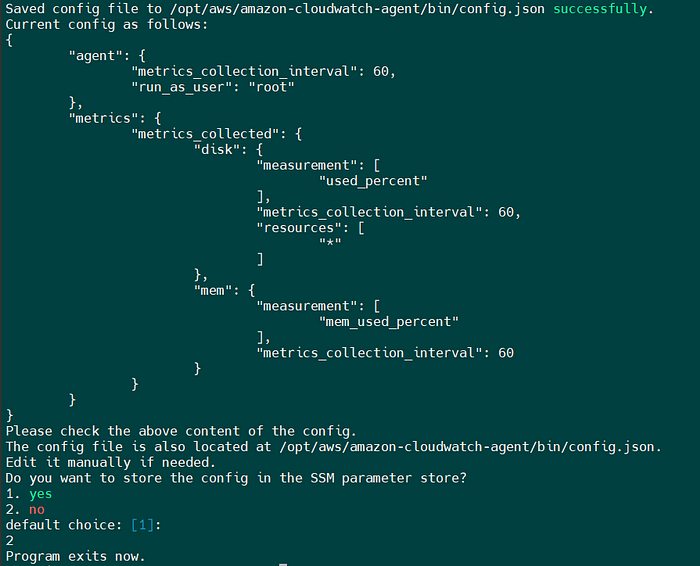 Saved config file to /opt/aws/amazon-cloudwatch-agent/bin/config.json successfully.
Current config as follows:
{
        "agent": {
                "metrics_collection_interval": 60,
                "run_as_user": "root"
        },
        "metrics": {
                "metrics_collected": {
                        "disk": {
                                "measurement": [
                                        "used_percent"
                                ],
                                "metrics_collection_interval": 60,
                                "resources": [
                                        "*"
                                ]
                        },
                        "mem": {
                                "measurement": [
                                        "mem_used_percent"
                                ],
                                "metrics_collection_interval": 60
                        }
                }
        }
}
Please check the above content of the config.
The config file is also located at /opt/aws/amazon-cloudwatch-agent/bin/config.json.
Edit it manually if needed.
Do you want to store the config in the SSM parameter store?
1. yes
2. no
default choice: [1]:
2
Program exits now.